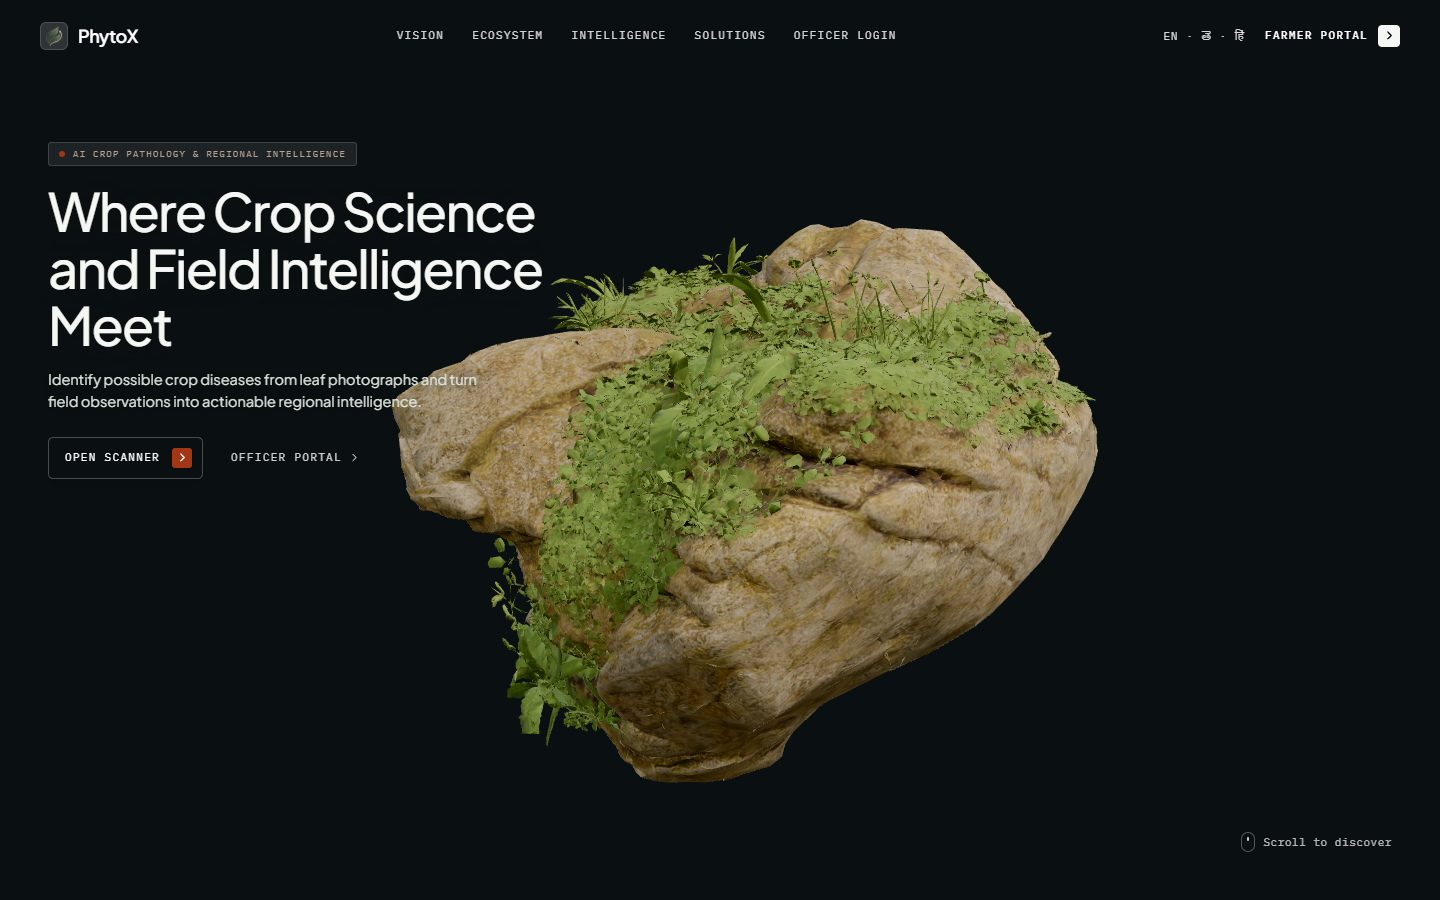 PhytoX
VISION ECOSYSTEM INTELLIGENCE SOLUTIONS OFFICER LOGIN
EN · ಕ · हि
FARMER PORTAL
AI CROP PATHOLOGY & REGIONAL INTELLIGENCE
Where Crop Science
and Field Intelligence
Meet
Identify possible crop diseases from leaf photographs and turn
field observations into actionable regional intelligence.
OPEN SCANNER
OFFICER PORTAL
Scroll to discover